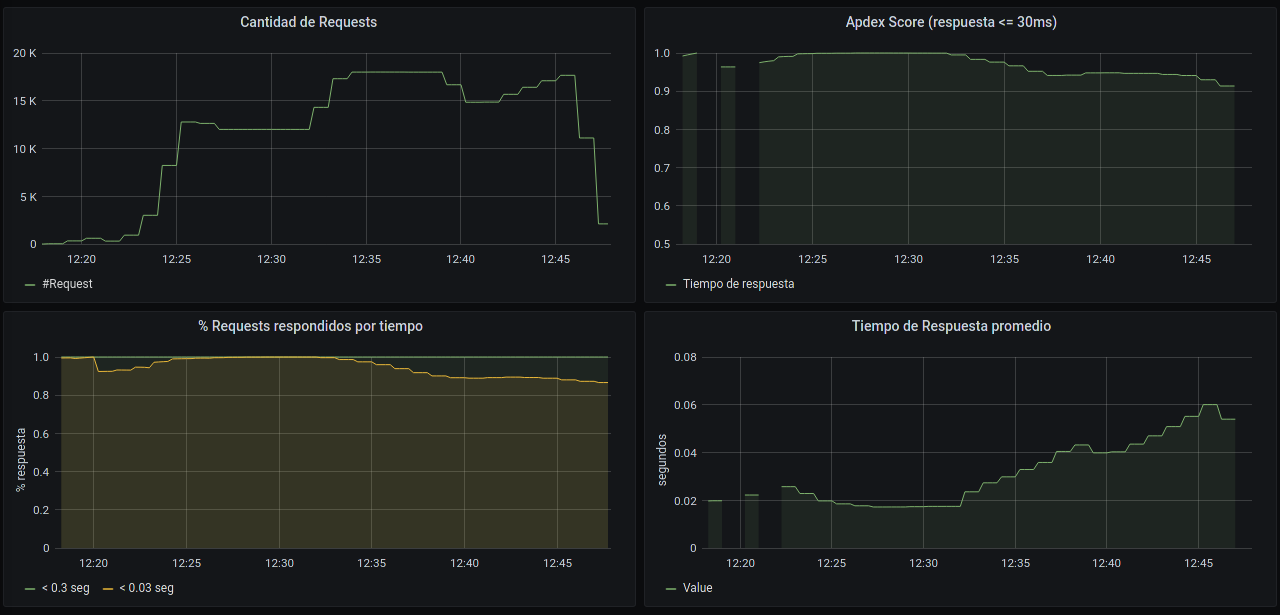 Cantidad de Requests
20 K
15 K
10 K
5 K
0
12:20 12:25 12:30 12:35 12:40 12:45
#Request
Apdex Score (respuesta <= 30ms)
1.0
0.9
0.8
0.7
0.6
0.5
12:20 12:25 12:30 12:35 12:40 12:45
Tiempo de respuesta
% Requests respondidos por tiempo
% respuesta
1.0
0.8
0.6
0.4
0.2
0
12:20 12:25 12:30 12:35 12:40 12:45
< 0.3 seg < 0.03 seg
Tiempo de Respuesta promedio
segundos
0.08
0.06
0.04
0.02
0
12:20 12:25 12:30 12:35 12:40 12:45
Value